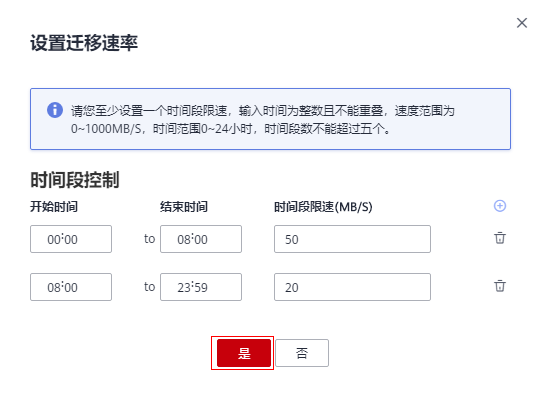 设置迁移速率
请您至少设置一个时间段限速，输入时间为整数且不能重叠，速度范围为
0~1000MB/S，时间范围0~24小时，时间段数不能超过五个。
时间段控制
开始时间 结束时间 时间段限速(MB/S)
00:00 to 08:00 50
08:00 to 23:59 20
是 否